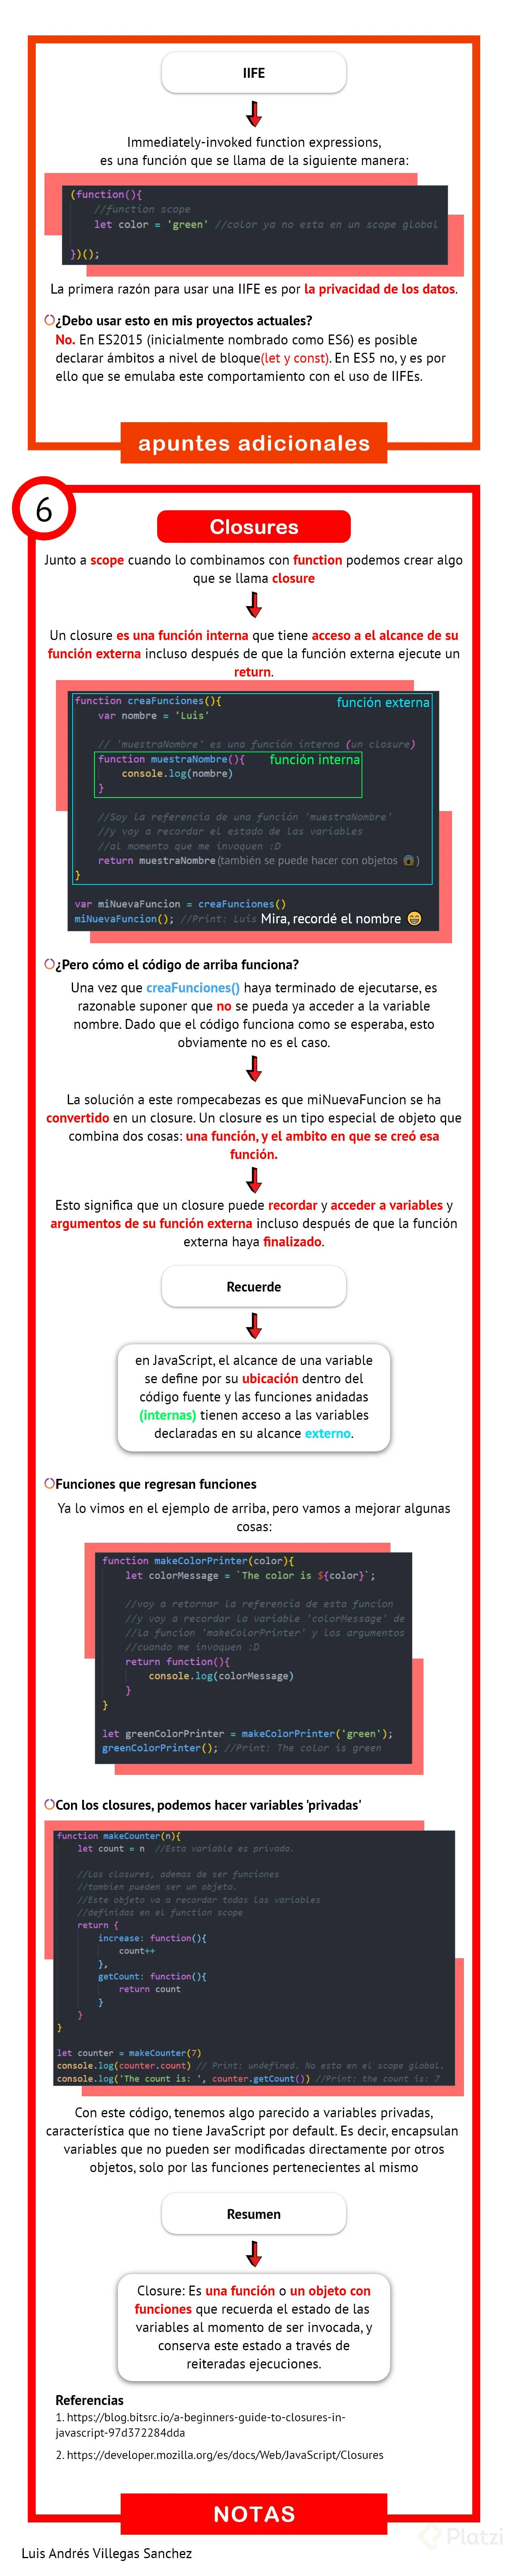 IIFE
Immediately-invoked function expressions,
es una función que se llama de la siguiente manera:
(function(){
//function scope
let color = 'green' //color ya no esta en un scope global
})();
La primera razón para usar una IIFE es por la privacidad de los datos.
¿Debo usar esto en mis proyectos actuales?
No. En ES2015 (inicialmente nombrado como ES6) es posible
declarar ámbitos a nivel de bloque(let y const). En ES5 no, y es por
ello que se emulaba este comportamiento con el uso de IIFEs.
apuntes adicionales
6
Closures
Junto a scope cuando lo combinamos con function podemos crear algo
que se llama closure
Un closure es una función interna que tiene acceso a el alcance de su
función externa incluso después de que la función externa ejecute un
return.
function creaFunciones(){ función externa
var nombre = 'Luis'
// 'muestraNombre' es una función interna (un closure)
function muestraNombre(){ función interna
console.log(nombre)
}
//Soy la referencia de una función 'muestraNombre'
//y voy a recordar el estado de las variables
//al momento que me invoquen :D
return muestraNombre (también se puede hacer con objetos 😱)
}
var miNuevaFuncion = creaFunciones()
miNuevaFuncion(); //Print: Luis Mira, recordé el nombre 😄
¿Pero cómo el código de arriba funciona?
Una vez que creaFunciones() haya terminado de ejecutarse, es
razonable suponer que no se pueda ya acceder a la variable
nombre. Dado que el código funciona como se esperaba, esto
obviamente no es el caso.
La solución a este rompecabezas es que miNuevaFuncion se ha
convertido en un closure. Un closure es un tipo especial de objeto que
combina dos cosas: una función, y el ambito en que se creó esa
función.
Esto significa que un closure puede recordar y acceder a variables y
argumentos de su función externa incluso después de que la función
externa haya finalizado.
Recuerde
en JavaScript, el alcance de una variable
se define por su ubicación dentro del
código fuente y las funciones anidadas
(internas) tienen acceso a las variables
declaradas en su alcance externo.
Funciones que regresan funciones
Ya lo vimos en el ejemplo de arriba, pero vamos a mejorar algunas
cosas:
function makeColorPrinter(color){
let colorMessage = `The color is ${color}`;
//voy a retornar la referencia de esta funcion
//y voy a recordar la variable 'colorMessage' de
//la funcion 'makeColorPrinter' y los argumentos
//cuando me invoquen :D
return function(){
console.log(colorMessage)
}
}
let greenColorPrinter = makeColorPrinter('green');
greenColorPrinter(); //Print: The color is green
Con los closures, podemos hacer variables 'privadas'
function makeCounter(n){
let count = n //Esta variable es privada.
//Los closures, ademas de ser funciones
//tambien pueden ser un objeto.
//Este objeto va a recordar todas las variables
//definidas en el function scope
return {
increase: function(){
count++
},
getCount: function(){
return count
}
}
}
let counter = makeCounter(7)
console.log(counter.count) // Print: undefined. No esta en el scope global.
console.log('The count is: ', counter.getCount()) //Print: the count is: 7
Con este código, tenemos algo parecido a variables privadas,
característica que no tiene JavaScript por default. Es decir, encapsulan
variables que no pueden ser modificadas directamente por otros
objetos, solo por las funciones pertenecientes al mismo
Resumen
Closure: Es una función o un objeto con
funciones que recuerda el estado de las
variables al momento de ser invocada, y
conserva este estado a través de
reiteradas ejecuciones.
Referencias
1. https://blog.bitsrc.io/a-beginners-guide-to-closures-in-
javascript-97d372284dda
2. https://developer.mozilla.org/es/docs/Web/JavaScript/Closures
NOTAS
Platzi
Luis Andrés Villegas Sanchez